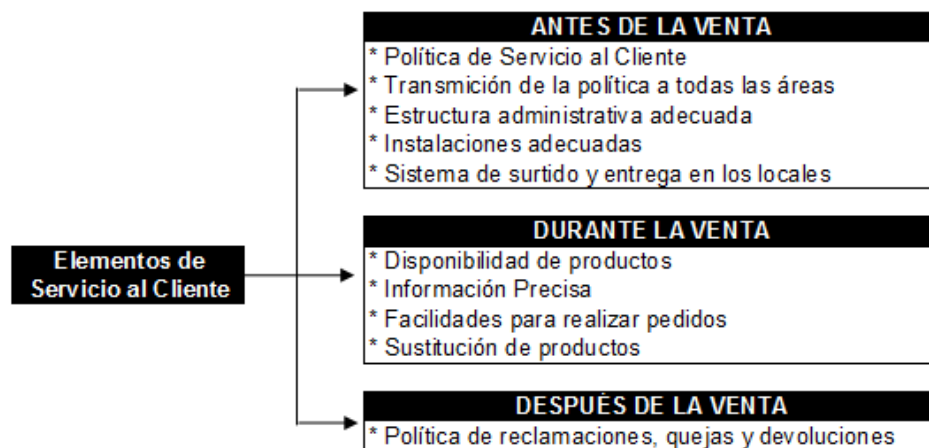 ANTES DE LA VENTA
* Política de Servicio al Cliente
* Transmición de la política a todas las áreas
* Estructura administrativa adecuada
* Instalaciones adecuadas
* Sistema de surtido y entrega en los locales
DURANTE LA VENTA
* Disponibilidad de productos
* Información Precisa
* Facilidades para realizar pedidos
* Sustitución de productos
Elementos de
Servicio al Cliente
DESPUÉS DE LA VENTA
* Política de reclamaciones, quejas y devoluciones